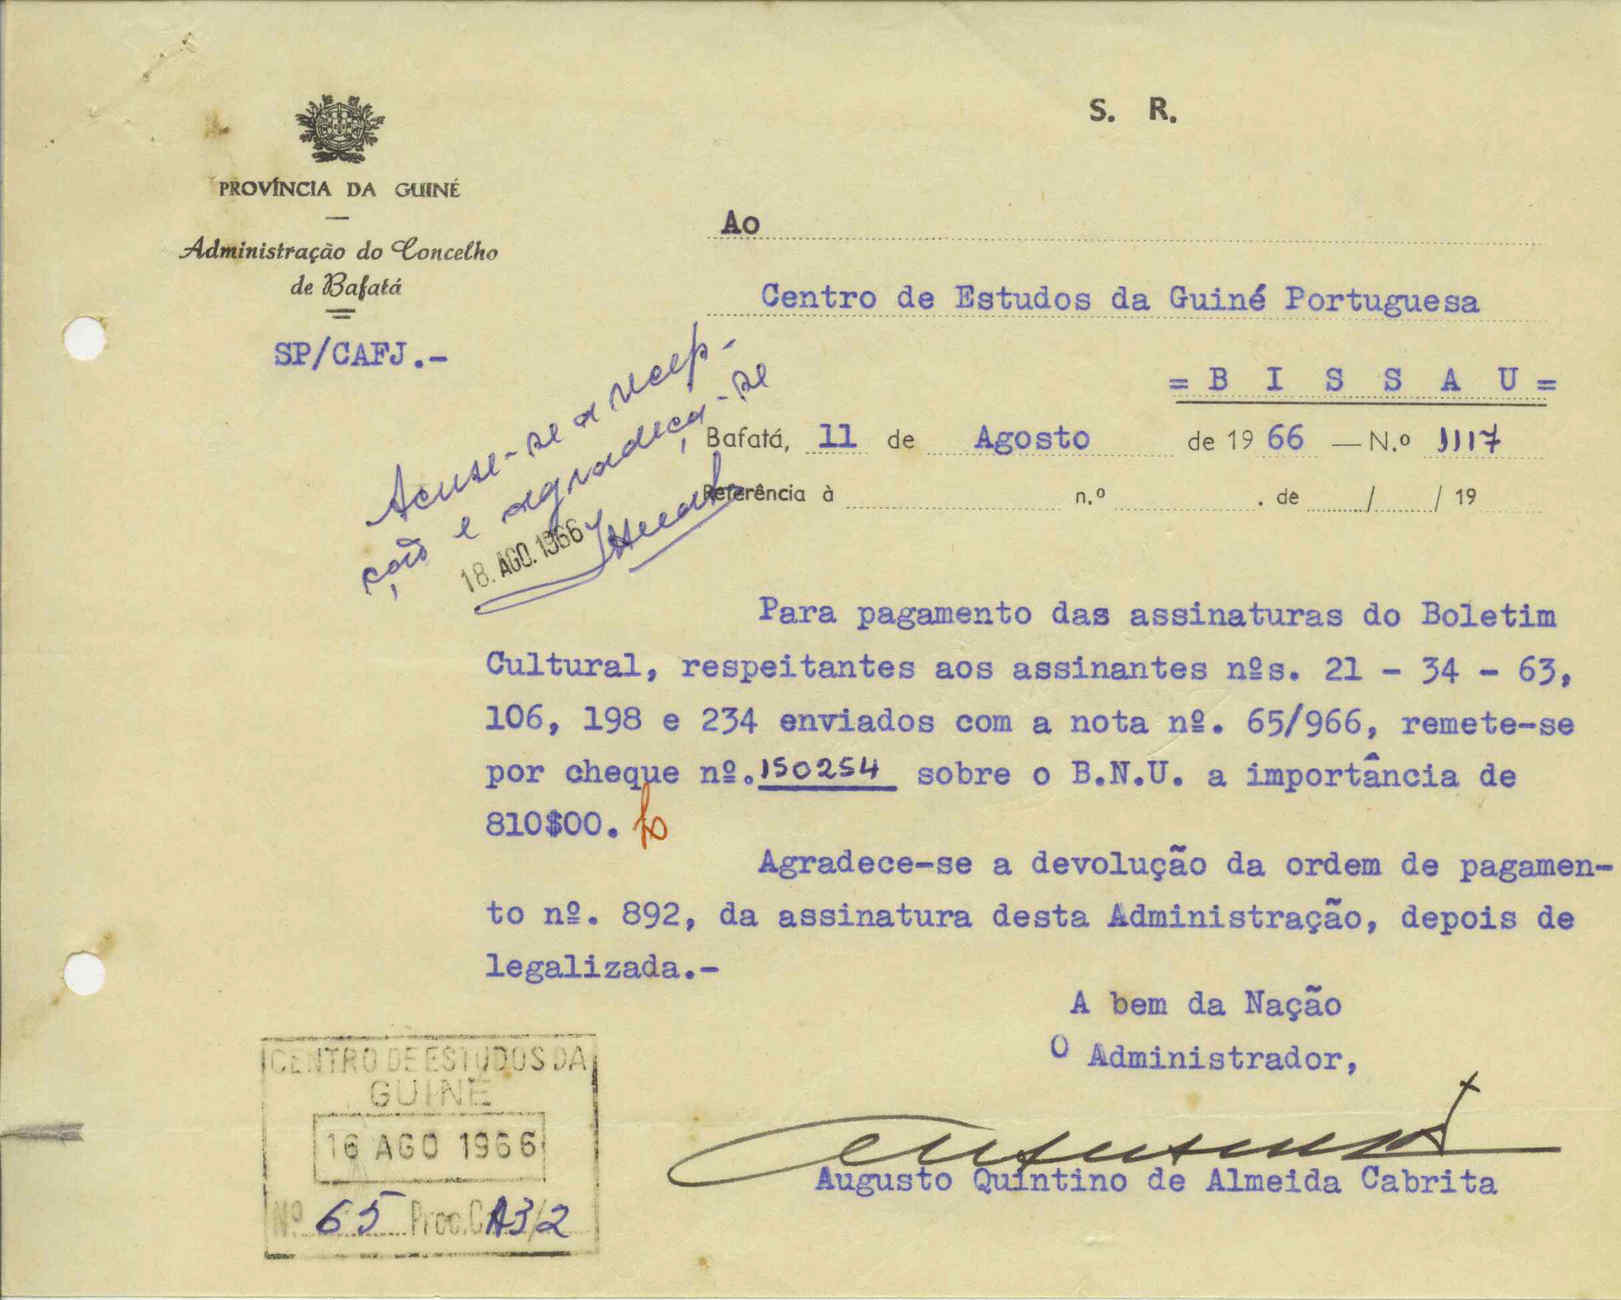 S. R.
PROVÍNCIA DA GUINÉ
Administração do Concelho
de Bafatá
SP/CAFJ.-
Ao
Centro de Estudos da Guiné Portuguesa
= B I S S A U =
Bafatá, 11 de Agosto de 1966 — N.º 1117
Referência à n.º . de / / 19
Acuse-se a recep-
ção e agradeça-se
18. AGO. 1966
Para pagamento das assinaturas do Boletim
Cultural, respeitantes aos assinantes nºs. 21 - 34 - 63,
106, 198 e 234 enviados com a nota nº. 65/966, remete-se
por cheque nº. 150254 sobre o B.N.U. a importância de
810$00.
Agradece-se a devolução da ordem de pagamen-
to nº. 892, da assinatura desta Administração, depois de
legalizada.-
A bem da Nação
O Administrador,
Augusto Quintino de Almeida Cabrita
CENTRO DE ESTUDOS DA
GUINÉ
16 AGO 1966
Nº 65 Proc. A3/2